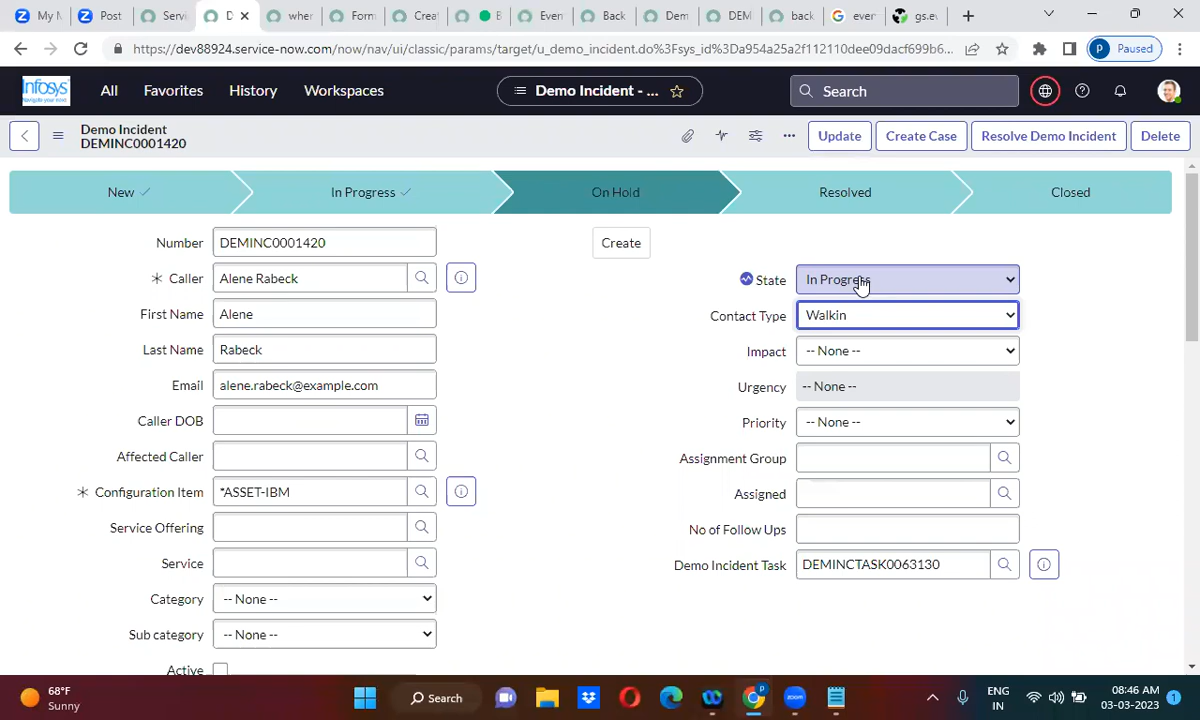 My N
Post
Servi
D
wher
Form
Creat
Even
Back
Dem
DEM
back
ever
gs.ev
https://dev88924.service-now.com/now/nav/ui/classic/params/target/u_demo_incident.do%3Fsys_id%3Da954a25a2f112110dee09dacf699b6...
P Paused
Infosys
Navigate your next
All Favorites History Workspaces
Demo Incident - ...
Search
Demo Incident
DEMINC0001420
Update Create Case Resolve Demo Incident Delete
New In Progress On Hold Resolved Closed
Number DEMINC0001420
Create
Caller Alene Rabeck
State In Progress
First Name Alene
Contact Type Walkin
Last Name Rabeck
Impact -- None --
Email alene.rabeck@example.com
Urgency -- None --
Caller DOB
Priority -- None --
Affected Caller
Assignment Group
Configuration Item *ASSET-IBM
Assigned
Service Offering
No of Follow Ups
Service
Demo Incident Task DEMINCTASK0063130
Category -- None --
Sub category -- None --
Active
68°F
Sunny
Search
ENG
IN
08:46 AM
03-03-2023
1